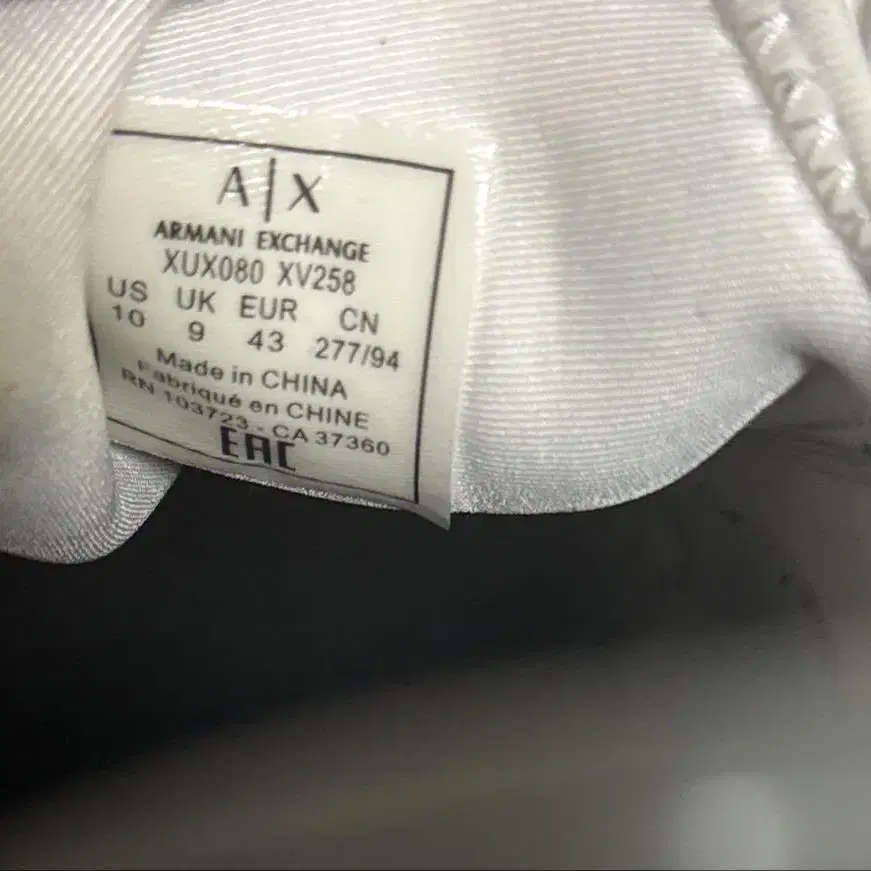 A|X
ARMANI EXCHANGE
XUX080 XV258
US UK EUR CN
10 9 43 277/94
Made in CHINA
Fabriqué en CHINE
RN 103723 - CA 37360
EAC